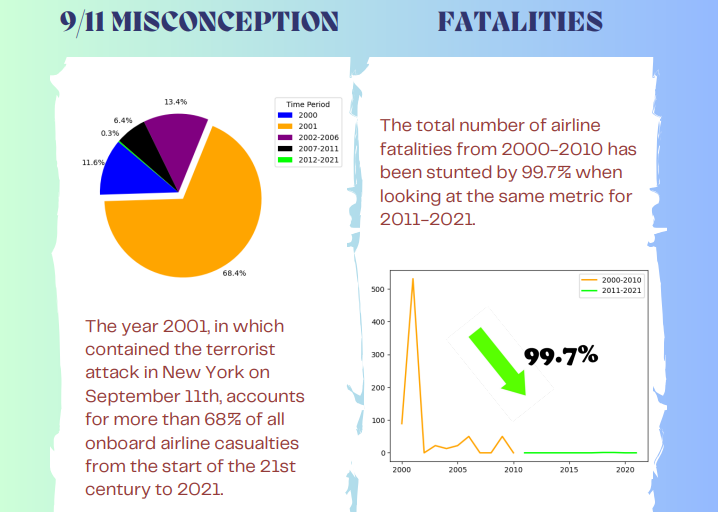 9/11 MISCONCEPTION
13.4%
6.4%
0.3%
11.6%
68.4%
Time Period
2000
2001
2002-2006
2007-2011
2012-2021
The year 2001, in which
contained the terrorist
attack in New York on
September 11th, accounts
for more than 68% of all
onboard airline casualties
from the start of the 21st
century to 2021.
FATALITIES
The total number of airline
fatalities from 2000-2010 has
been stunted by 99.7% when
looking at the same metric for
2011-2021.
2000-2010
2011-2021
500
400
300
200
100
0
99.7%
2000 2005 2010 2015 2020